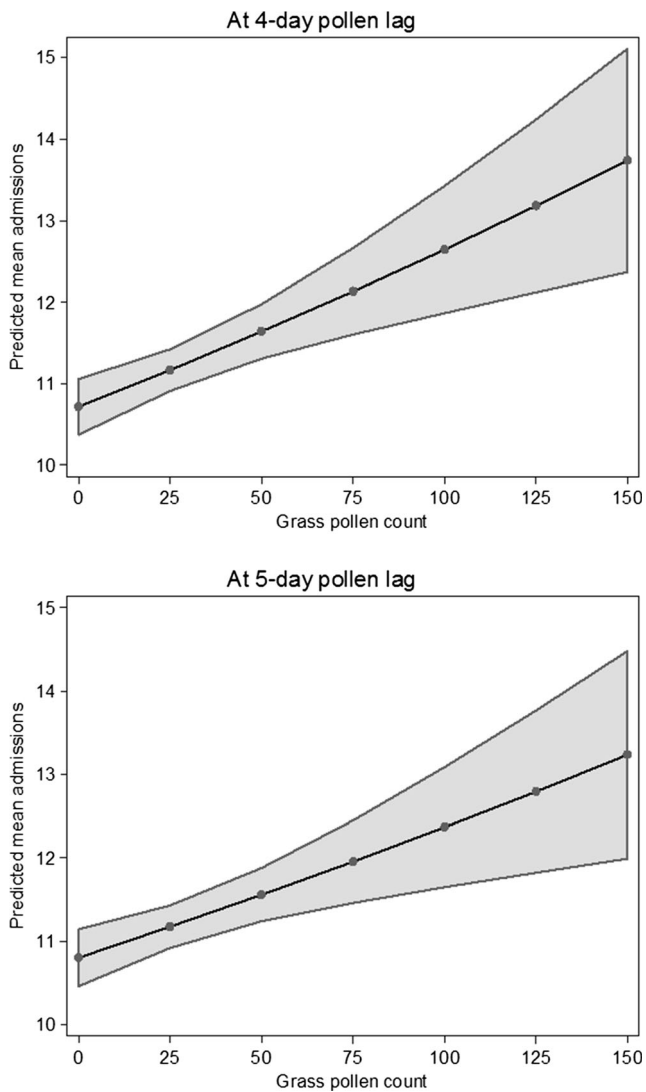 At 4-day pollen lag
15
14
13
12
11
10
Predicted mean admissions
0 25 50 75 100 125 150
Grass pollen count
At 5-day pollen lag
15
14
13
12
11
10
Predicted mean admissions
0 25 50 75 100 125 150
Grass pollen count